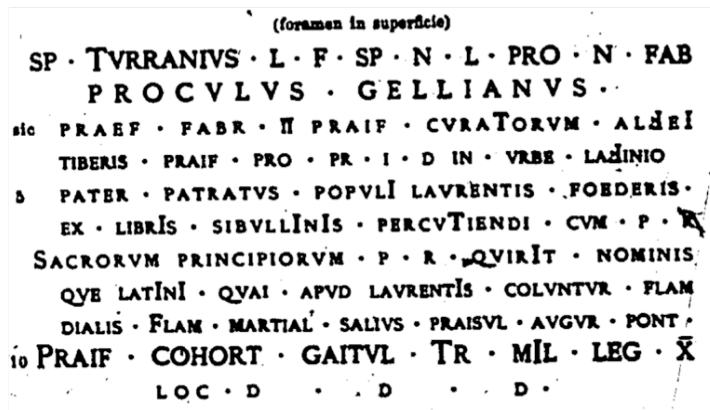 (foramen in superficie)
SP · TVRRANIVS · L · F · SP · N · L · PRO · N · FAB
PROCVLVS · GELLIANVS ·
sic PRAEF · FABR · II PRAIF · CVRATORVM · ALVEI
TIBERIS · PRAIF · PRO · PR · I · D IN · VRBE · LAVINIO
5 PATER · PATRATVS · POPVLI LAVRENTIS · FOEDERIS ·
EX · LIBRIS · SIBVLLINIS · PERCVTIENDI · CVM · P · R
SACRORVM PRINCIPIORVM · P · R · QVIRIT · NOMINIS
QVE LATINI · QVAI · APVD LAVRENTIS · COLVNTVR · FLAM
DIALIS · FLAM · MARTIAL · SALIVS · PRAISVL · AVGVR · PONT ·
10 PRAIF · COHORT · GAITVL · TR · MIL · LEG · X
LOC · D · D · D ·